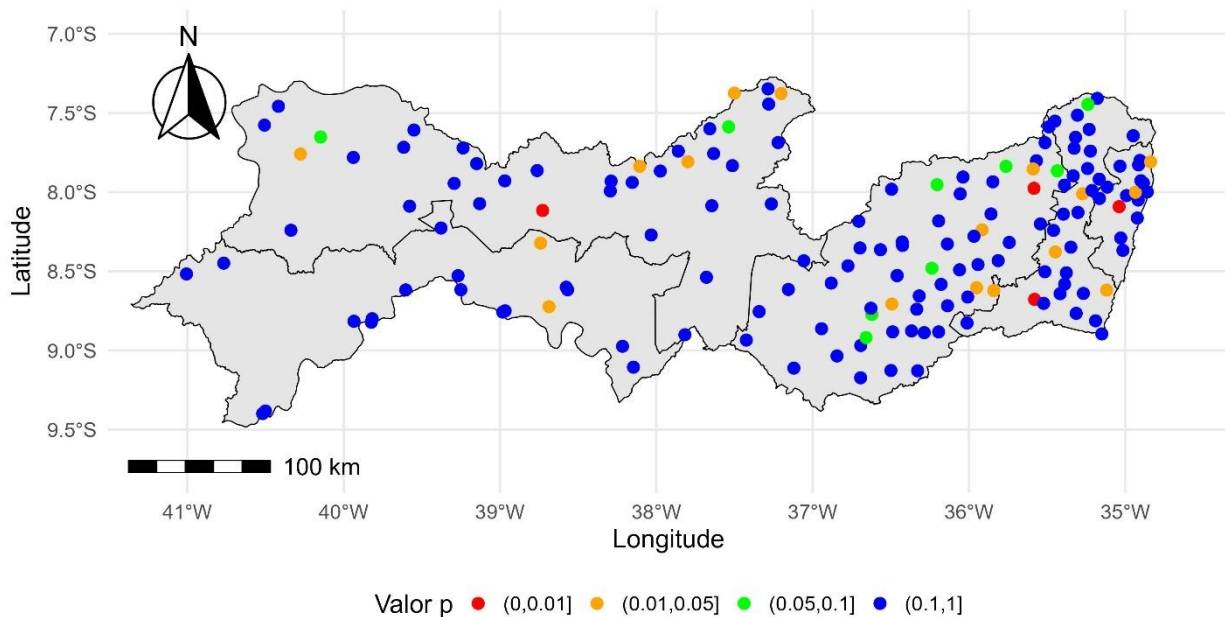 N
7.0°S
7.5°S
8.0°S
8.5°S
9.0°S
9.5°S
Latitude
100 km
41°W 40°W 39°W 38°W 37°W 36°W 35°W
Longitude
Valor p (0,0.01] (0.01,0.05] (0.05,0.1] (0.1,1]